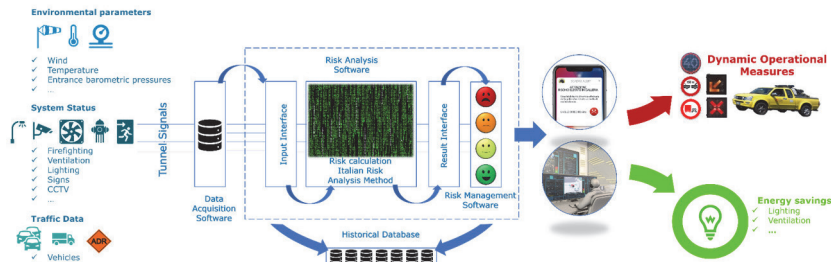 Environmental parameters
✓ Wind
✓ Temperature
✓ Entrance barometric pressures
✓ ...
System Status
✓ Firefighting
✓ Ventilation
✓ Lighting
✓ Signs
✓ CCTV
✓ ...
Traffic Data
ADR
✓ Vehicles
Tunnel Signals
Data
Acquisition
Software
Risk Analysis
Software
Input Interface
Risk calculation
Italian Risk
Analysis Method
Result Interface
Risk Management
Software
Historical Database
Dynamic Operational
Measures
40
Energy savings
✓ Lighting
✓ Ventilation
✓ ...